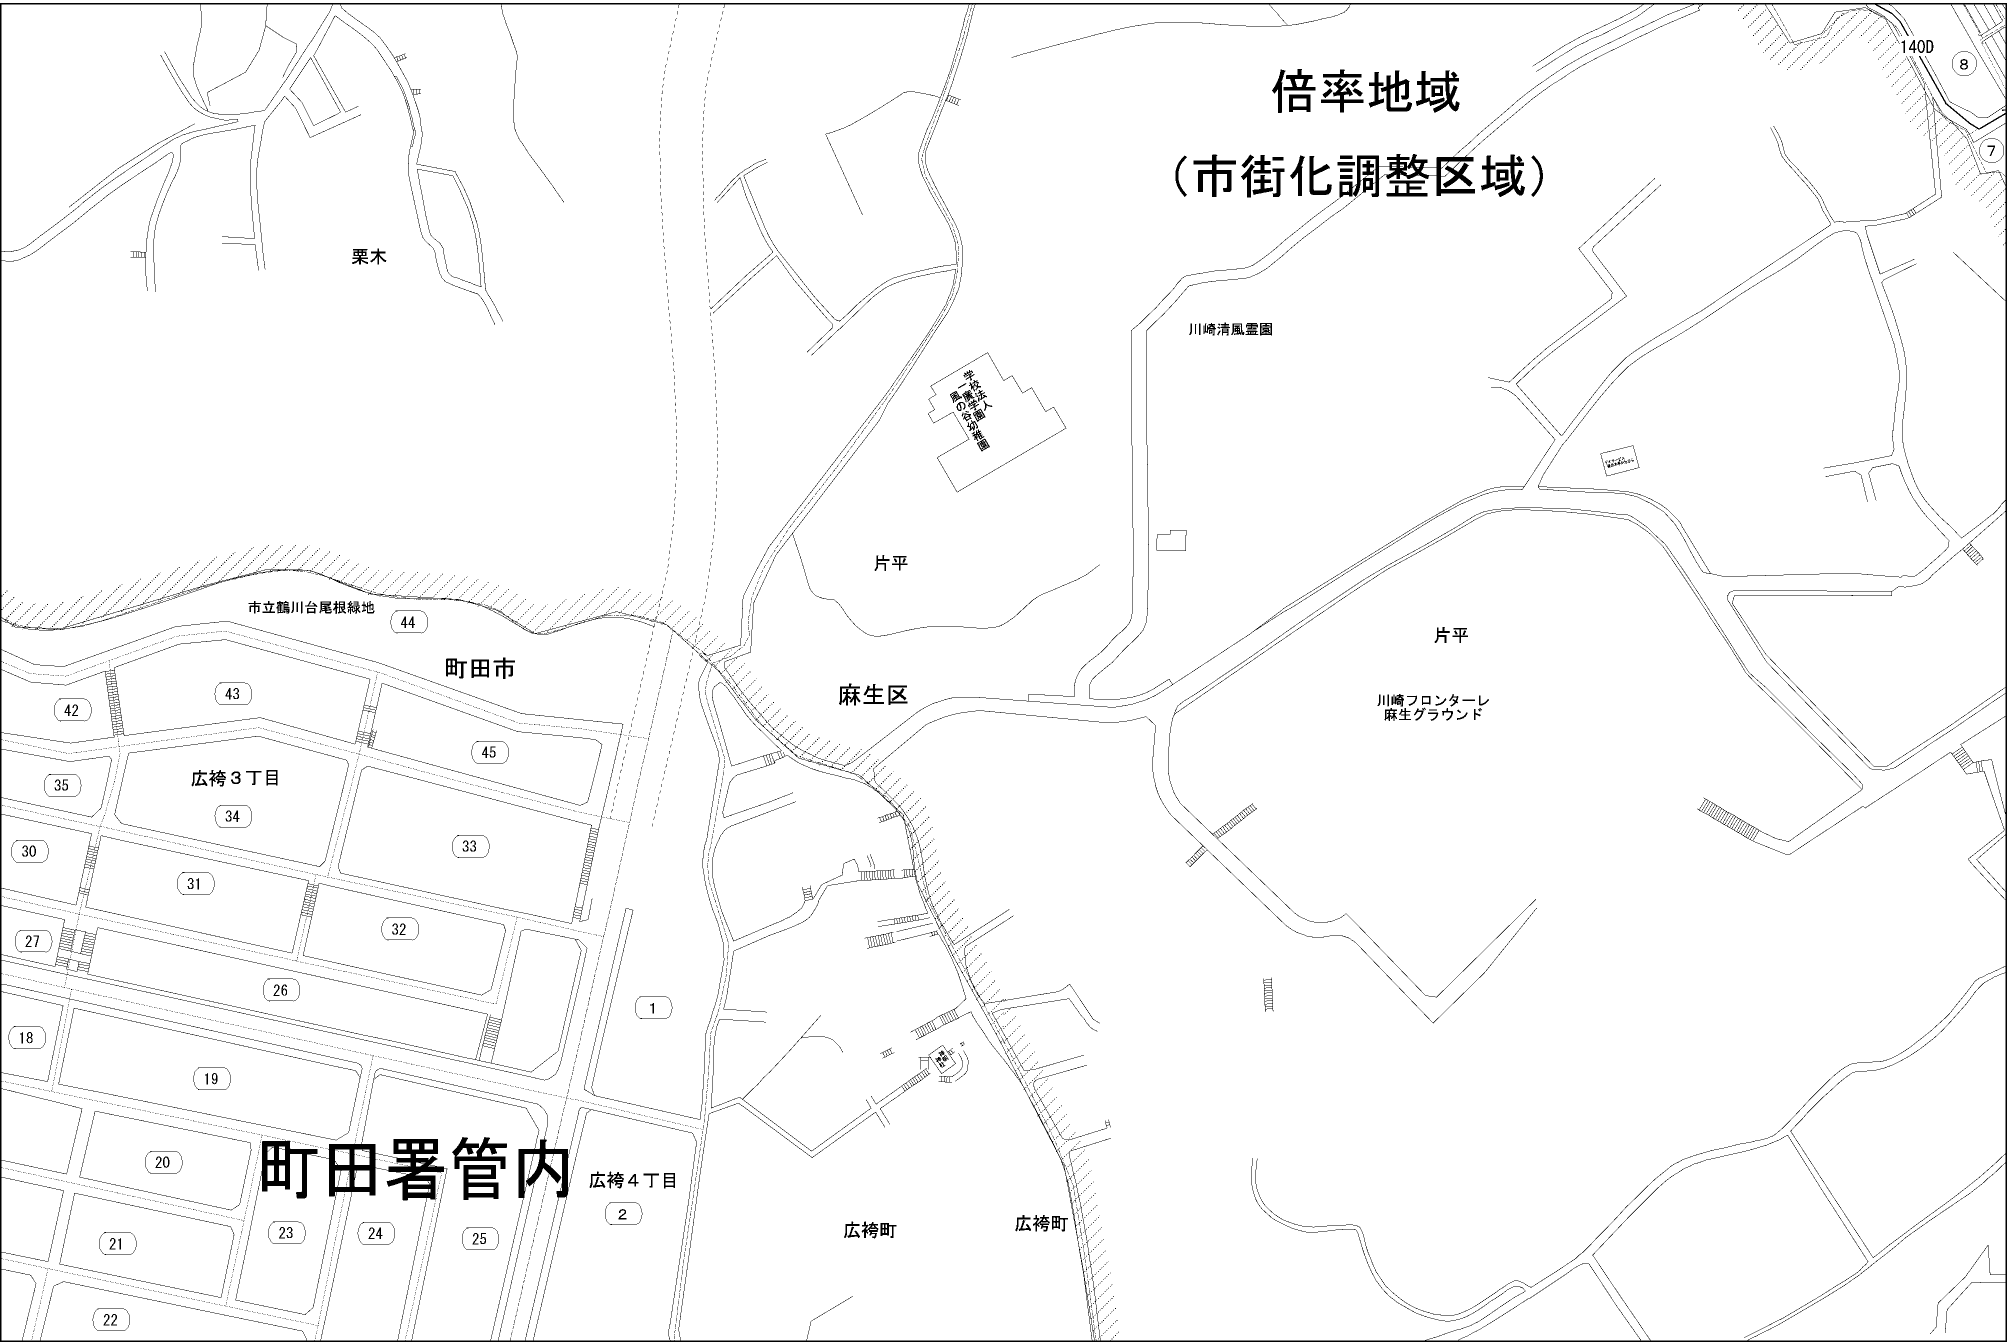 140D
8
倍率地域
7
（市街化調整区域）
栗木
川崎清風霊園
学校法人
一廣学園
風の谷幼稚園
片平
市立鶴川台尾根緑地
44
片平
町田市
麻生区
43
42
川崎フロンターレ
麻生グラウンド
45
広袴３丁目
35
34
33
30
31
32
27
26
1
18
19
20
町田署管内
広袴４丁目
2
広袴町
広袴町
23
24
25
21
22